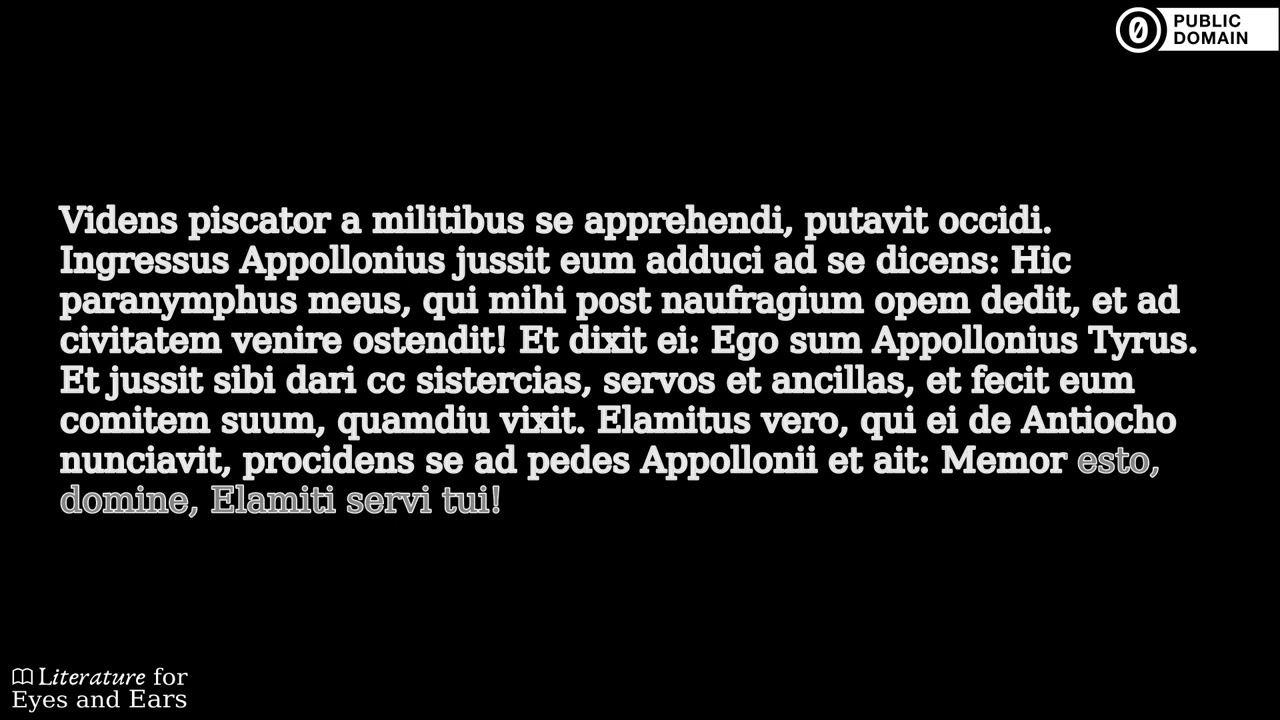 PUBLIC
DOMAIN
Videns piscator a militibus se apprehendi, putavit occidi.
Ingressus Appollonius jussit eum adduci ad se dicens: Hic
paranymphus meus, qui mihi post naufragium opem dedit, et ad
civitatem venire ostendit! Et dixit ei: Ego sum Appollonius Tyrus.
Et jussit sibi dari cc sistercias, servos et ancillas, et fecit eum
comitem suum, quamdiu vixit. Elamitus vero, qui ei de Antiocho
nunciavit, procidens se ad pedes Appollonii et ait: Memor esto,
domine, Elamiti servi tui!
Literature for
Eyes and Ears